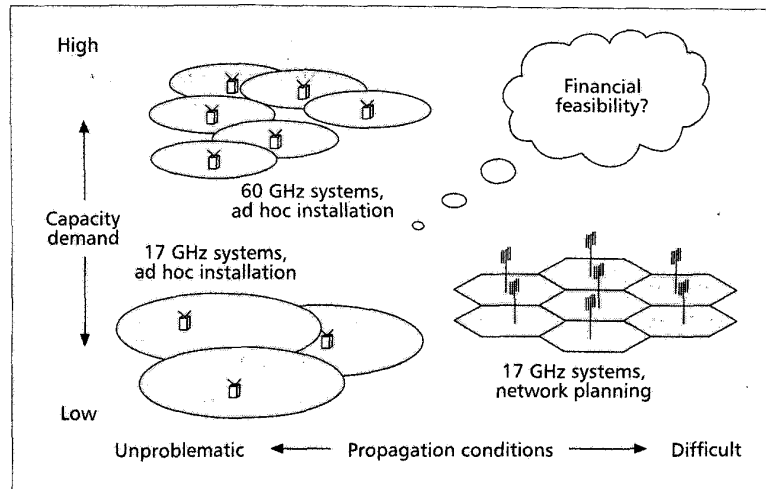 High
Financial
feasibility?
60 GHz systems,
ad hoc installation
Capacity
demand
17 GHz systems,
ad hoc installation
17 GHz systems,
network planning
Low
Unproblematic
Propagation conditions
Difficult